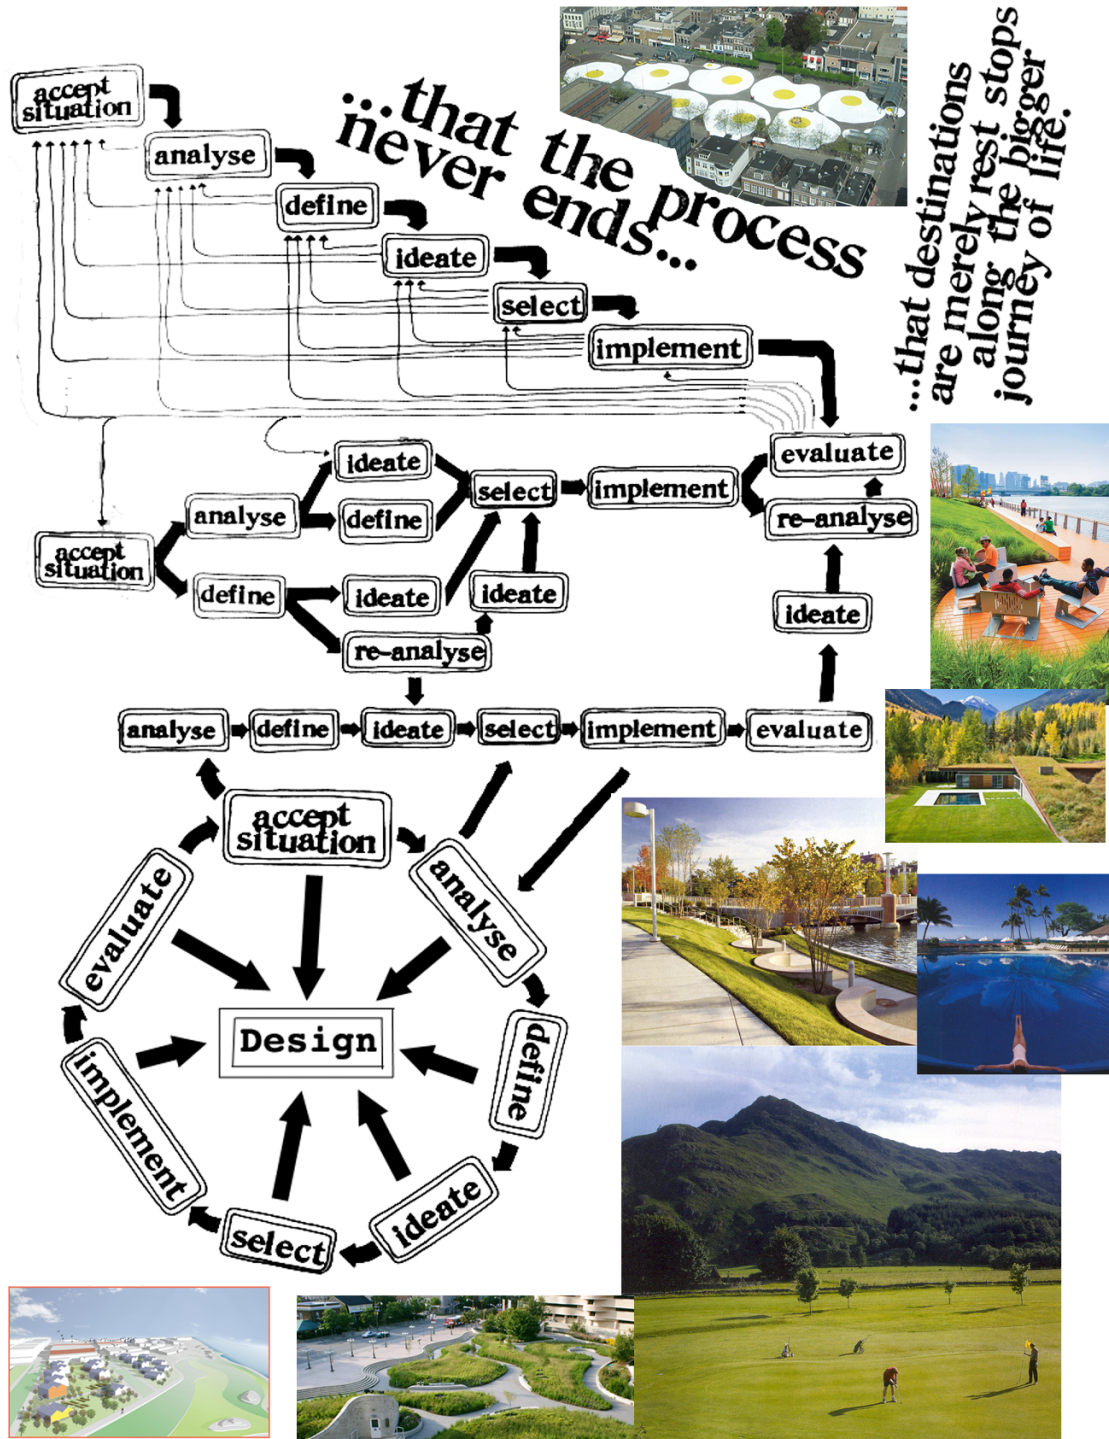 accept
situation
analyse
define
ideate
select
implement
evaluate
...that the process
never ends...
...that destinations
are merely rest stops
along the bigger
journey of life.
accept
situation
analyse
define
ideate
define
ideate
re-analyse
ideate
select
implement
evaluate
re-analyse
ideate
analyse
define
ideate
select
implement
evaluate
accept
situation
analyse
define
ideate
select
implement
evaluate
Design